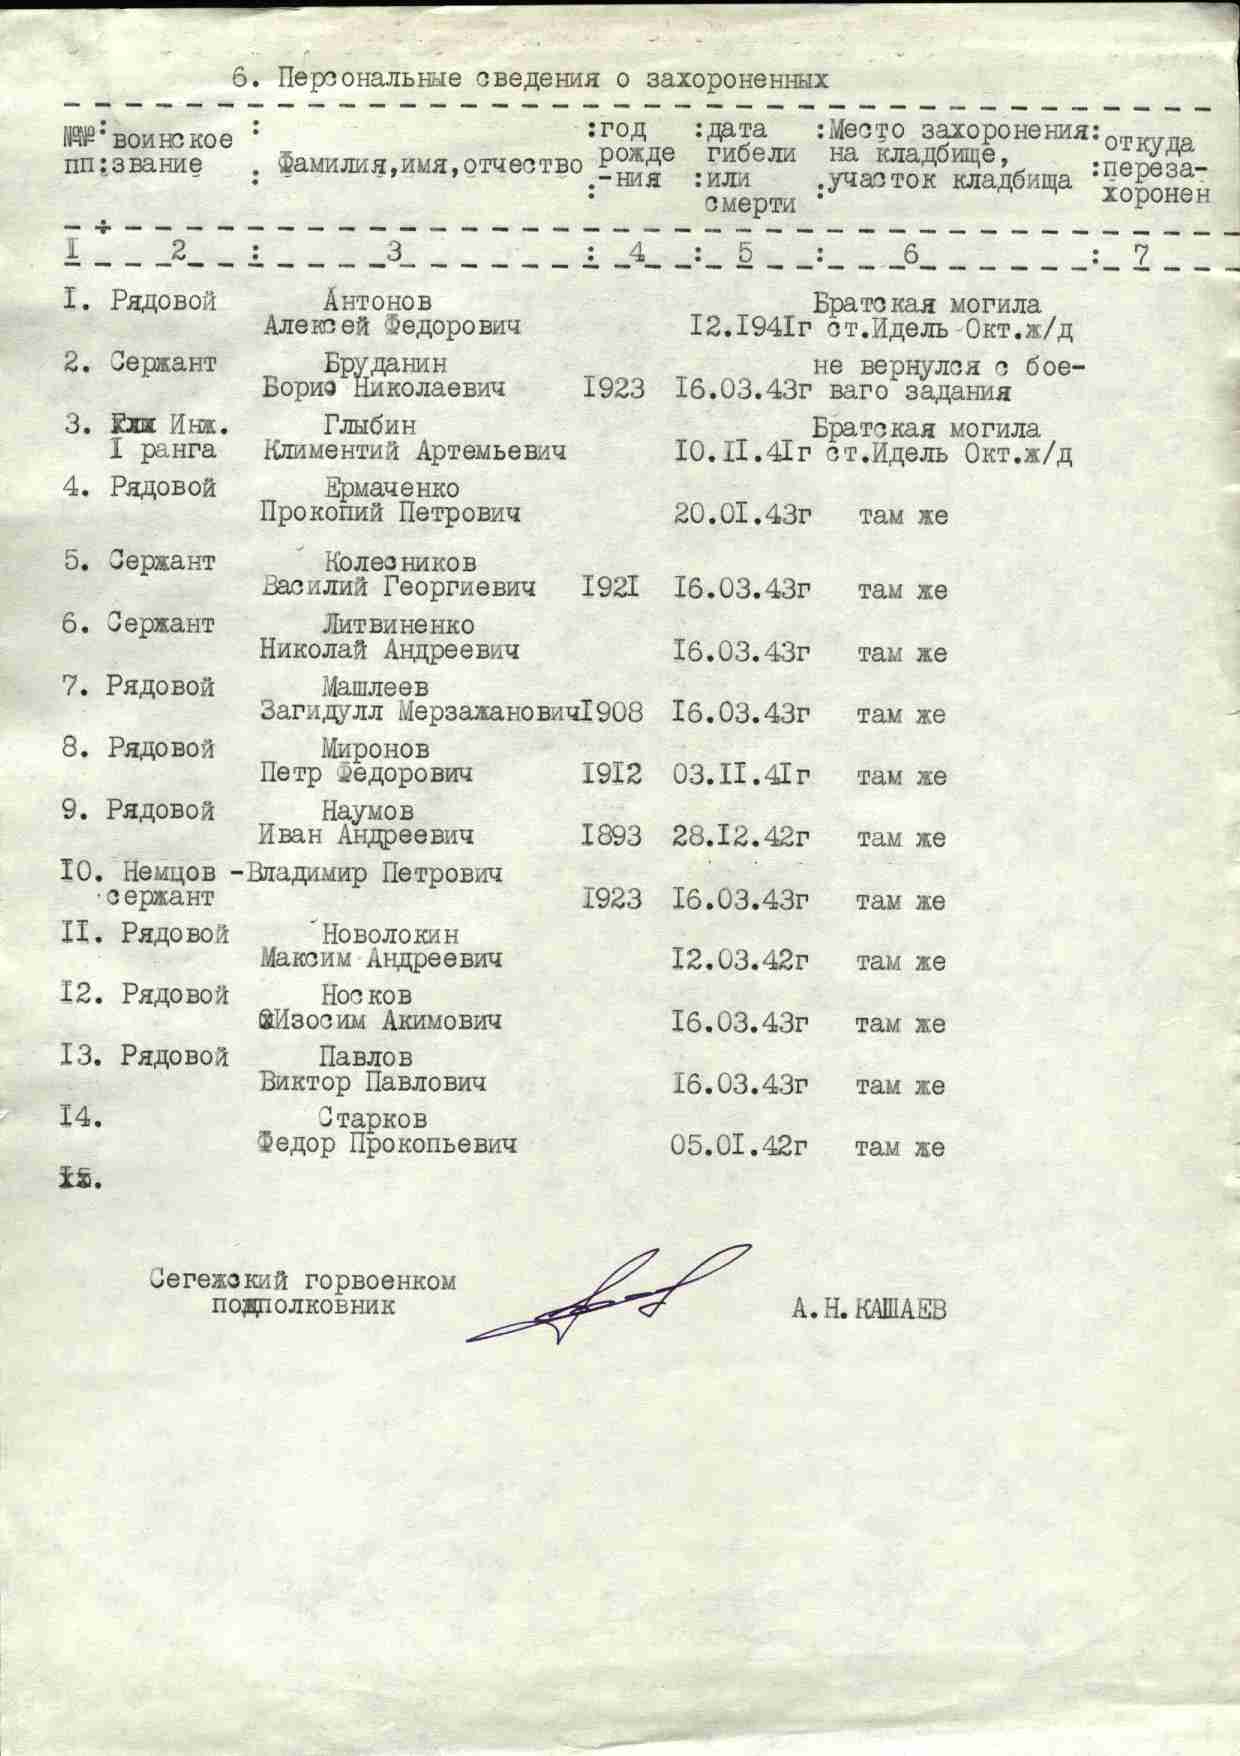 6. Персональные сведения о захороненных
№№ : воинское : :год :дата :Место захоронения: откуда
пп:звание : Фамилия,имя,отчество рожде гибели на кладбище, :переза-
:-ния :или :участок кладбища хоронен
смерти
I 2 : 3 : 4 : 5 : 6 : 7
I. Рядовой Антонов Братская могила
Алексей Федорович I2.I94Iг ст.Идель Окт.ж/д
2. Сержант Бруданин не вернулся с бое-
Борис Николаевич I923 I6.03.43г ваго задания
3. Инж. Глыбин Братская могила
I ранга Климентий Артемьевич I0.II.4Iг ст.Идель Окт.ж/д
4. Рядовой Ермаченко
Прокопий Петрович 20.0I.43г там же
5. Сержант Колесников
Василий Георгиевич I92I I6.03.43г там же
6. Сержант Литвиненко
Николай Андреевич I6.03.43г там же
7. Рядовой Машлеев
Загидулл Мерзажанович I908 I6.03.43г там же
8. Рядовой Миронов
Петр Федорович I9I2 03.II.4Iг там же
9. Рядовой Наумов
Иван Андреевич I893 28.I2.42г там же
I0. Немцов -Владимир Петрович
сержант I923 I6.03.43г там же
II. Рядовой Новолокин
Максим Андреевич I2.03.42г там же
I2. Рядовой Носков
Изосим Акимович I6.03.43г там же
I3. Рядовой Павлов
Виктор Павлович I6.03.43г там же
I4. Старков
Федор Прокопьевич 05.0I.42г там же
I5.
Сегежский горвоенком
подполковник А.Н.КАШАЕВ